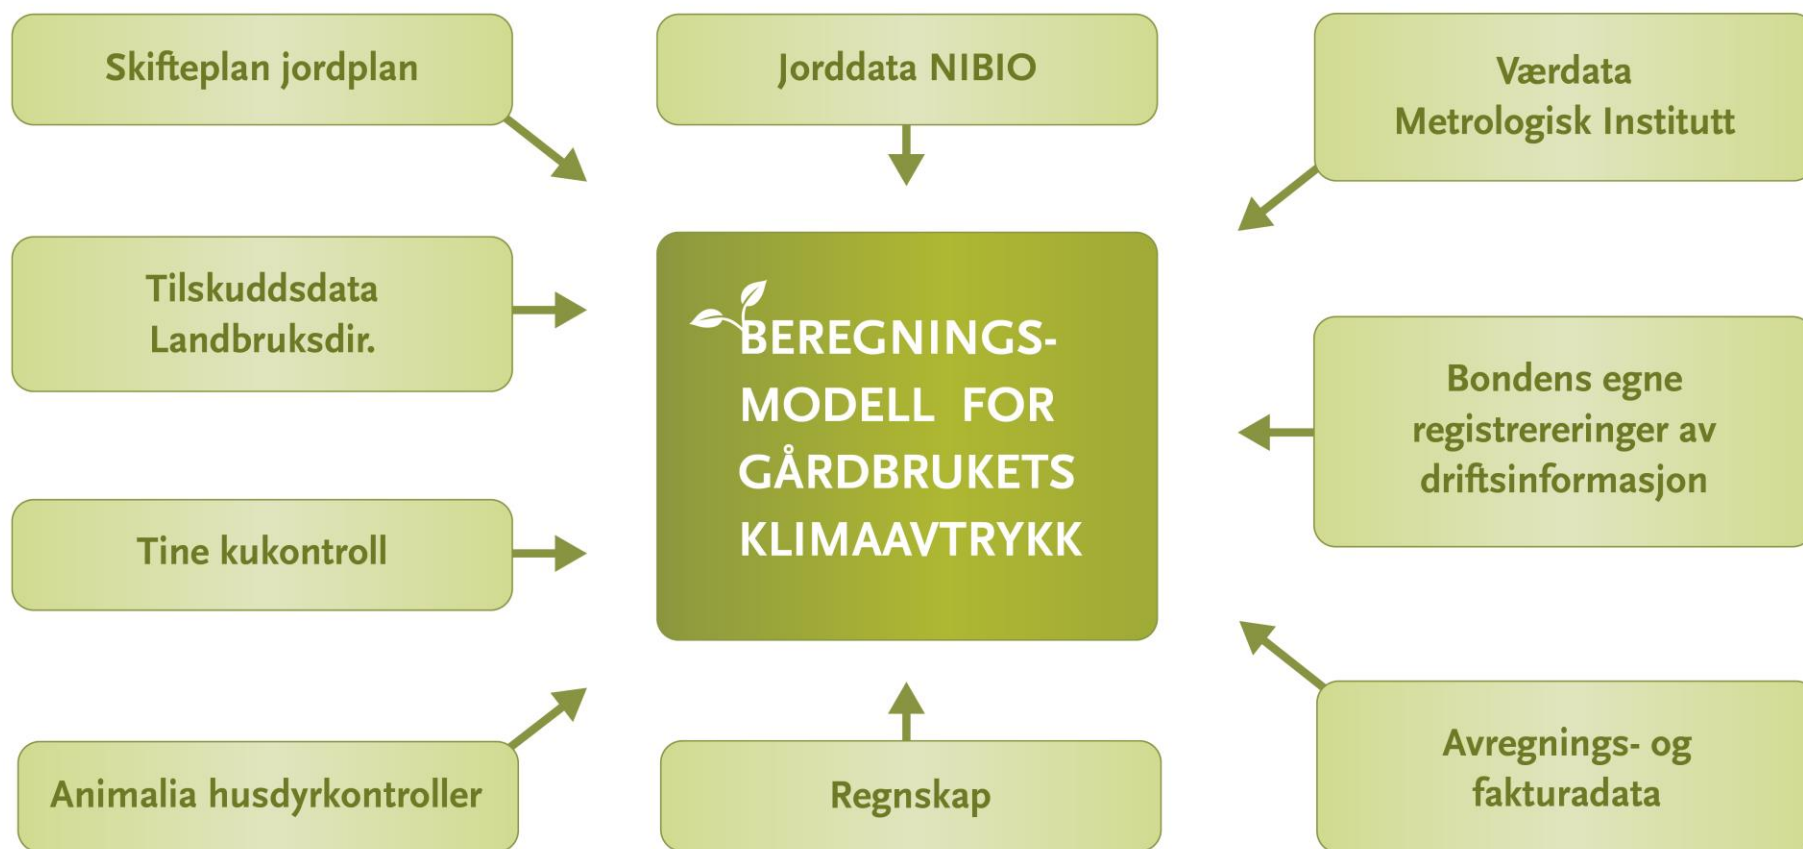 Skifteplan jordplan
Jorddata NIBIO
Værdata
Metrologisk Institutt
Tilskuddsdata
Landbruksdir.
BEREGNINGS-
MODELL FOR
GÅRDBRUKETS
KLIMAAVTRYKK
Bondens egne
registrereringer av
driftsinformasjon
Tine kukontroll
Animalia husdyrkontroller
Regnskap
Avregnings- og
fakturadata